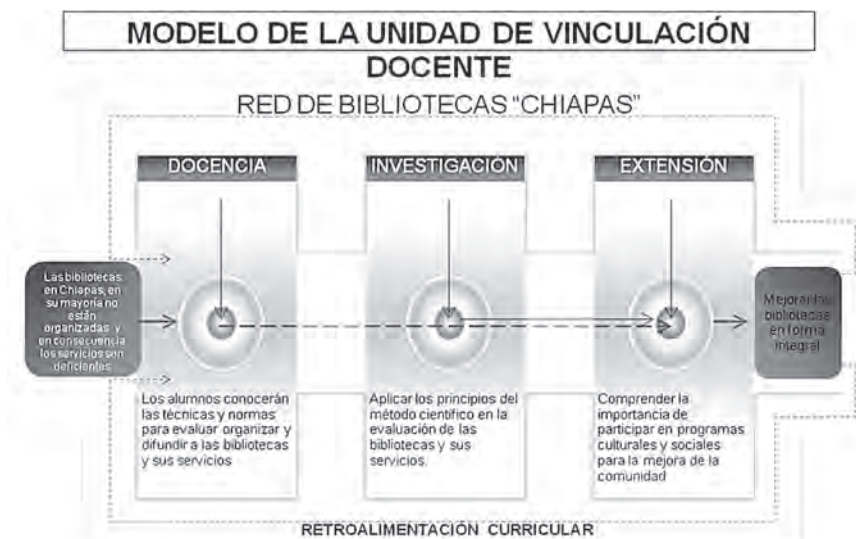 MODELO DE LA UNIDAD DE VINCULACIÓN
DOCENTE
RED DE BIBLIOTECAS “CHIAPAS”
DOCENCIA
INVESTIGACIÓN
EXTENSIÓN
Las bibliotecas
en Chiapas, en
su mayoría no
están
organizadas y
en consecuencia
los servicios son
deficientes
Mejorar las
bibliotecas
en forma
integral
Los alumnos conocerán
las técnicas y normas
para evaluar organizar y
difundir a las bibliotecas
y sus servicios
Aplicar los principios del
método científico en la
evaluación de las
bibliotecas y sus
servicios.
Comprender la
importancia de
participar en programas
culturales y sociales
para la mejora de la
comunidad
RETROALIMENTACIÓN CURRICULAR